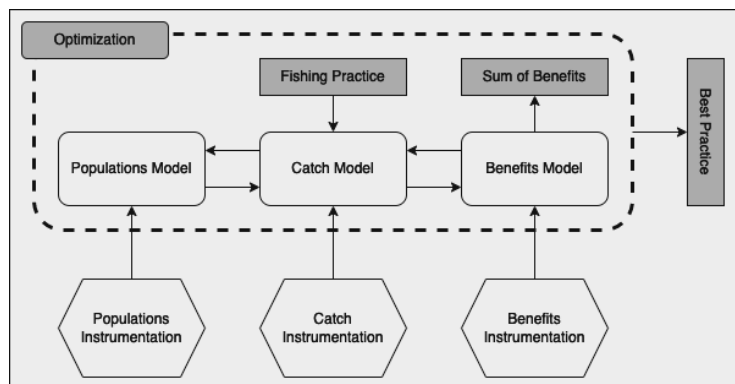 Optimization
Fishing Practice
Sum of Benefits
Best Practice
Populations Model
Catch Model
Benefits Model
Populations
Instrumentation
Catch
Instrumentation
Benefits
Instrumentation